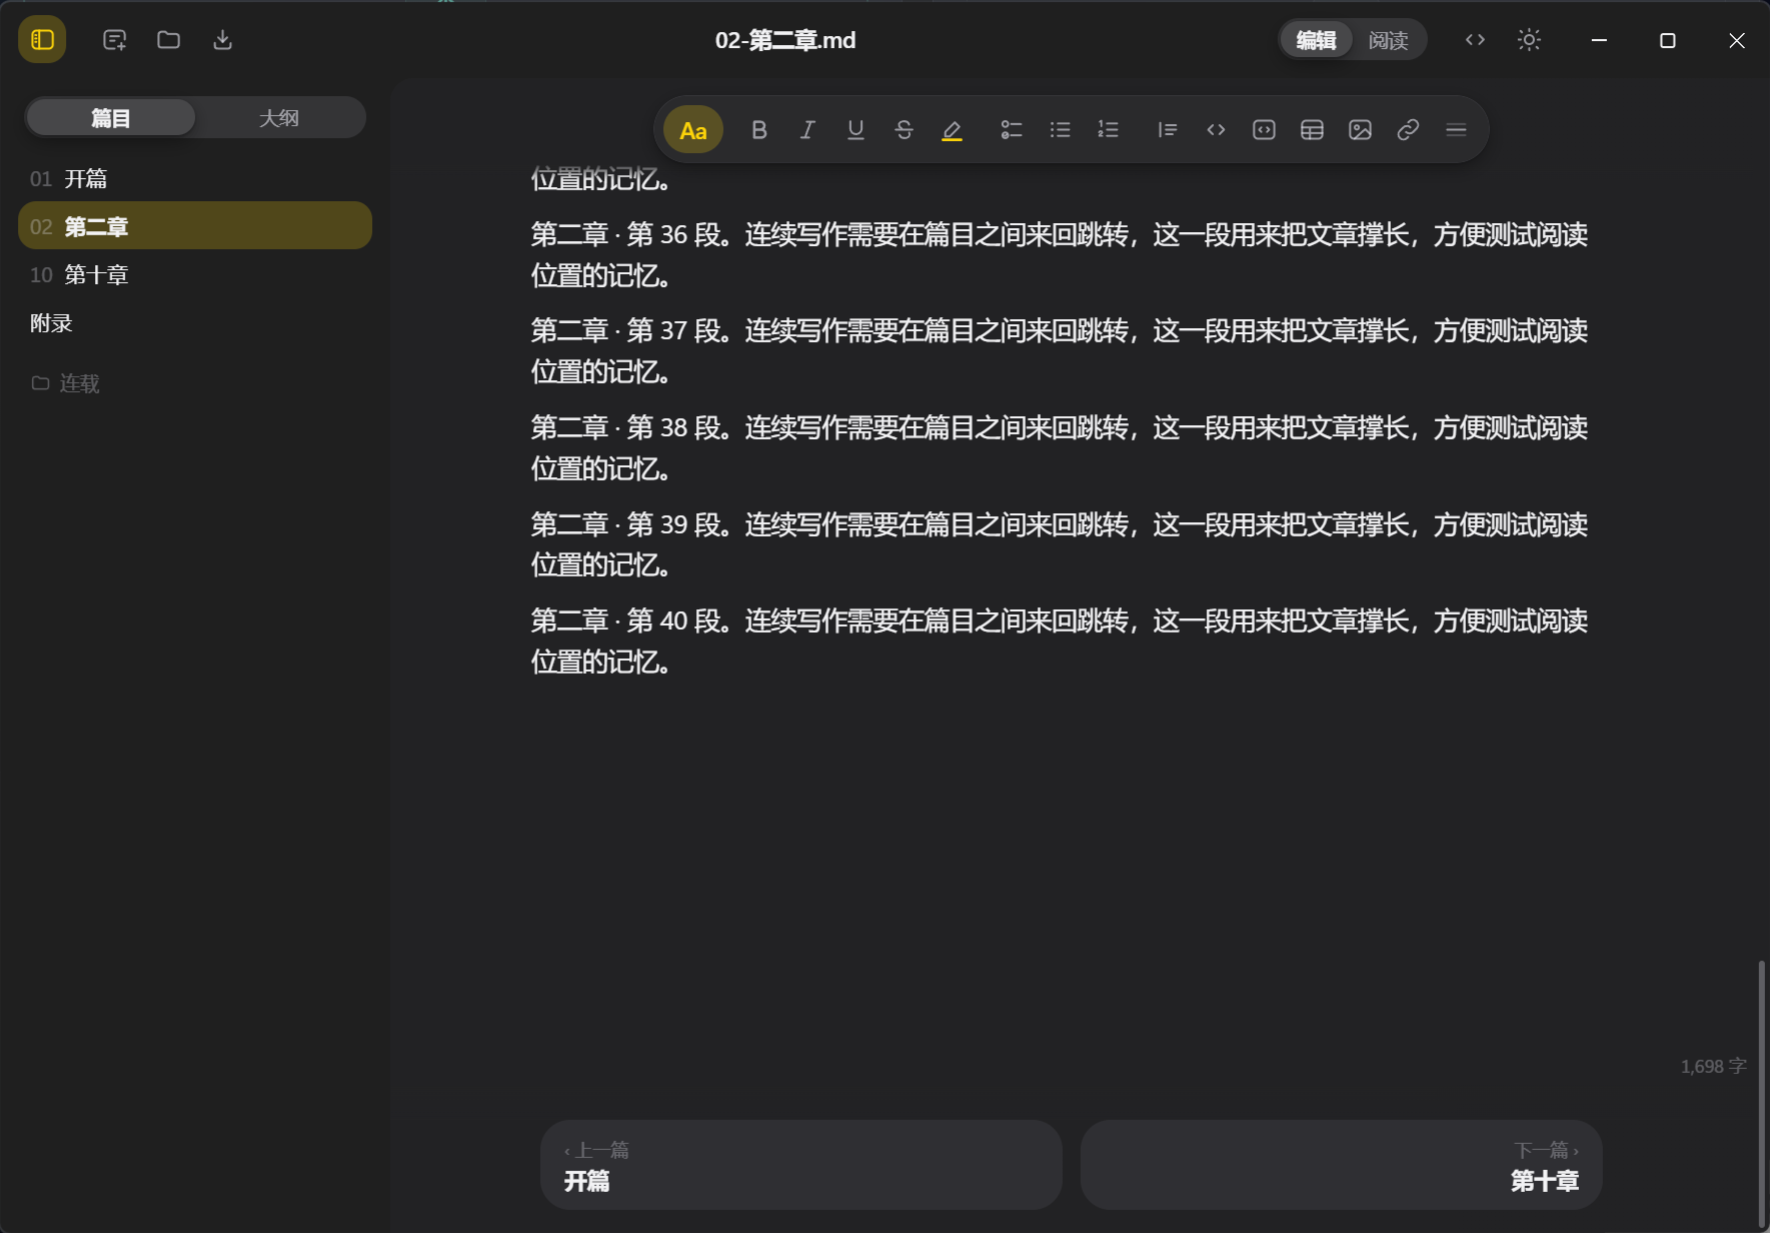 02-第二章.md
编辑 阅读
篇目 大纲
01 开篇
02 第二章
10 第十章
附录
连载
Aa B I U S
位置的记忆。
第二章 · 第 36 段。连续写作需要在篇目之间来回跳转，这一段用来把文章撑长，方便测试阅读
位置的记忆。
第二章 · 第 37 段。连续写作需要在篇目之间来回跳转，这一段用来把文章撑长，方便测试阅读
位置的记忆。
第二章 · 第 38 段。连续写作需要在篇目之间来回跳转，这一段用来把文章撑长，方便测试阅读
位置的记忆。
第二章 · 第 39 段。连续写作需要在篇目之间来回跳转，这一段用来把文章撑长，方便测试阅读
位置的记忆。
第二章 · 第 40 段。连续写作需要在篇目之间来回跳转，这一段用来把文章撑长，方便测试阅读
位置的记忆。
1,698 字
‹ 上一篇
开篇
下一篇 ›
第十章